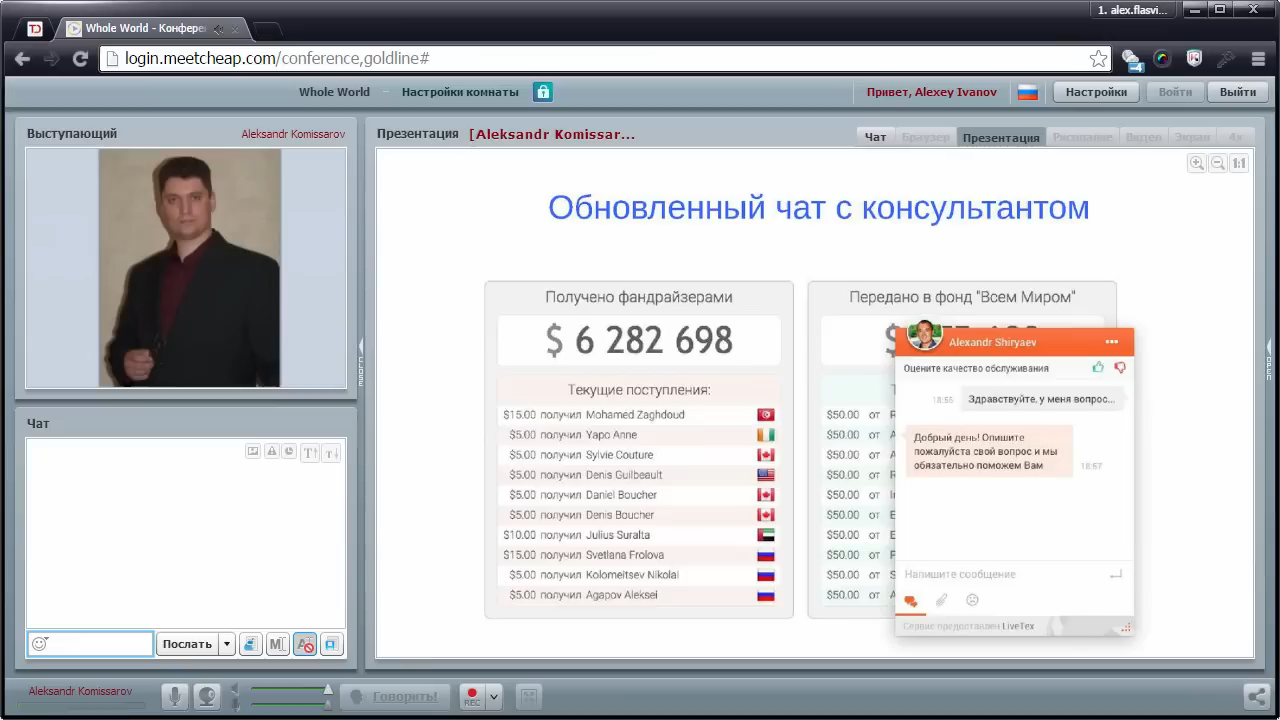 1. alex.flasvi...
Whole World - Конфере
login.meetcheap.com/conference,goldline#
Whole World
Настройки комнаты
Привет, Alexey Ivanov
Настройки
Войти
Выйти
Выступающий
Aleksandr Komissarov
Презентация [Aleksandr Komissar...
Чат
Браузер
Презентация
Рисование
Видео
Экран
4x
1:1
Обновленный чат с консультантом
Получено фандрайзерами
$ 6 282 698
Текущие поступления:
$15.00 получил Mohamed Zaghdoud
$5.00 получил Yapo Anne
$5.00 получил Sylvie Couture
$5.00 получил Denis Guilbeault
$5.00 получил Daniel Boucher
$5.00 получил Denis Boucher
$10.00 получил Julius Suralta
$15.00 получил Svetlana Frolova
$5.00 получил Kolomeitsev Nikolai
$5.00 получил Agapov Aleksei
Передано в фонд "Всем Миром"
$50.00 от
$50.00 от
$50.00 от
$50.00 от
$50.00 от
$50.00 от
$50.00 от
$50.00 от
$50.00 от
$50.00 от
Alexandr Shiryaev
Оцените качество обслуживания
18:56 Здравствуйте, у меня вопрос...
Добрый день! Опишите
пожалуйста свой вопрос и мы
обязательно поможем Вам
18:57
Напишите сообщение
Сервис предоставлен LiveTex
Чат
Послать
Aleksandr Komissarov
Говорить!
REC